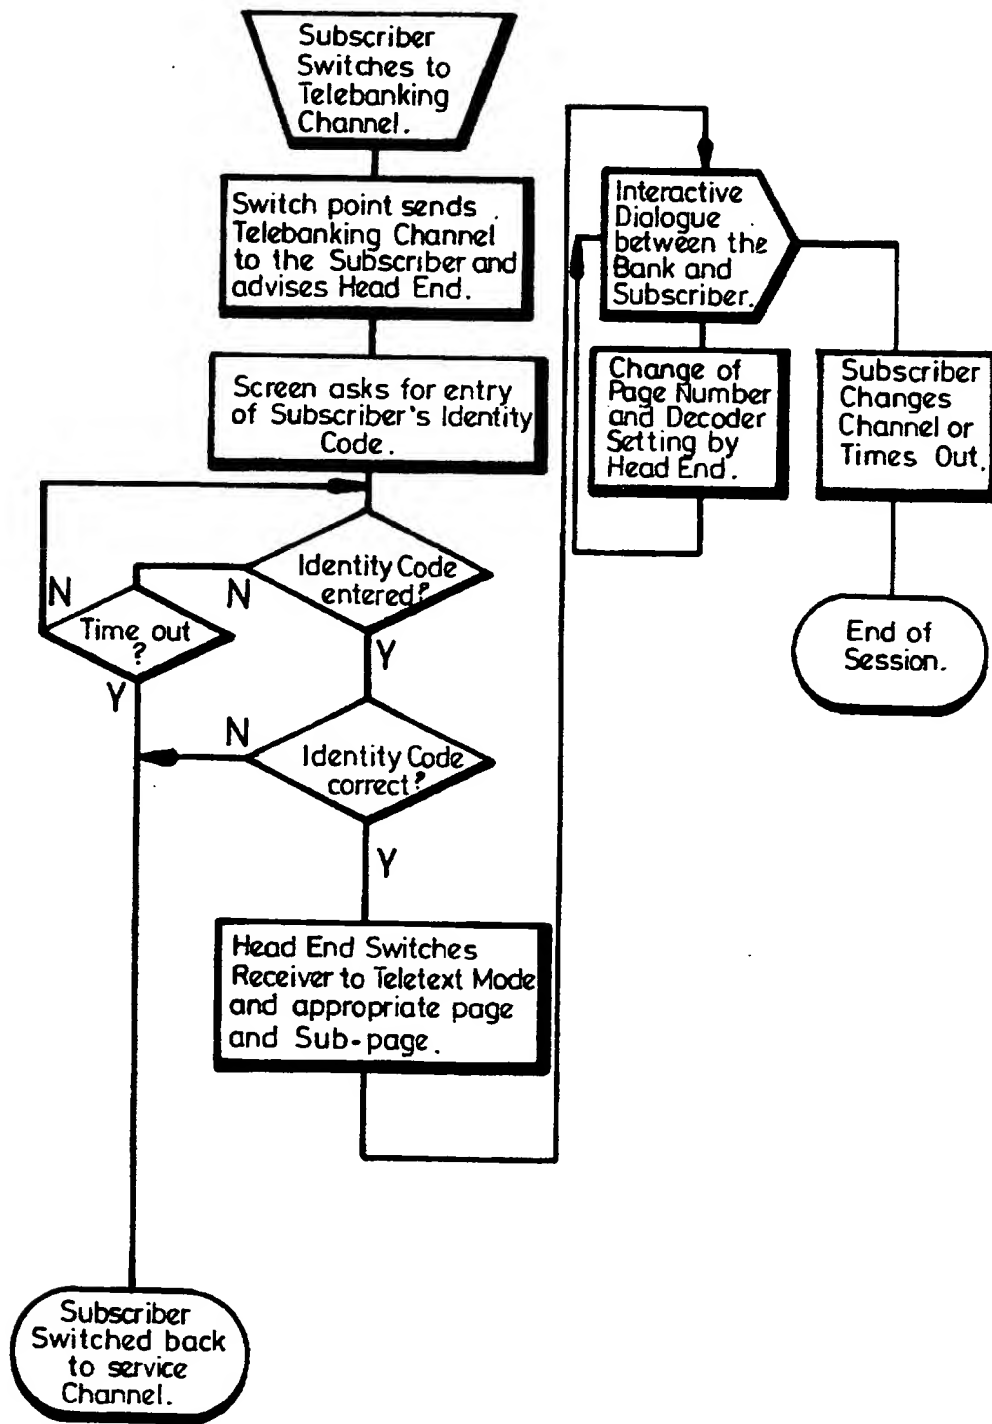 Subscriber
Switches to
Telebanking
Channel.
Switch point sends
Telebanking Channel
to the Subscriber and
advises Head End.
Screen asks for entry
of Subscriber's Identity
Code.
Identity Code
entered?
N
Y
Time out
?
N
Y
Identity Code
correct?
N
Y
Head End Switches
Receiver to Teletext Mode
and appropriate page
and Sub-page.
Subscriber
Switched back
to service
Channel.
Interactive
Dialogue
between the
Bank and
Subscriber.
Change of
Page Number
and Decoder
Setting by
Head End.
Subscriber
Changes
Channel or
Times Out.
End of
Session.